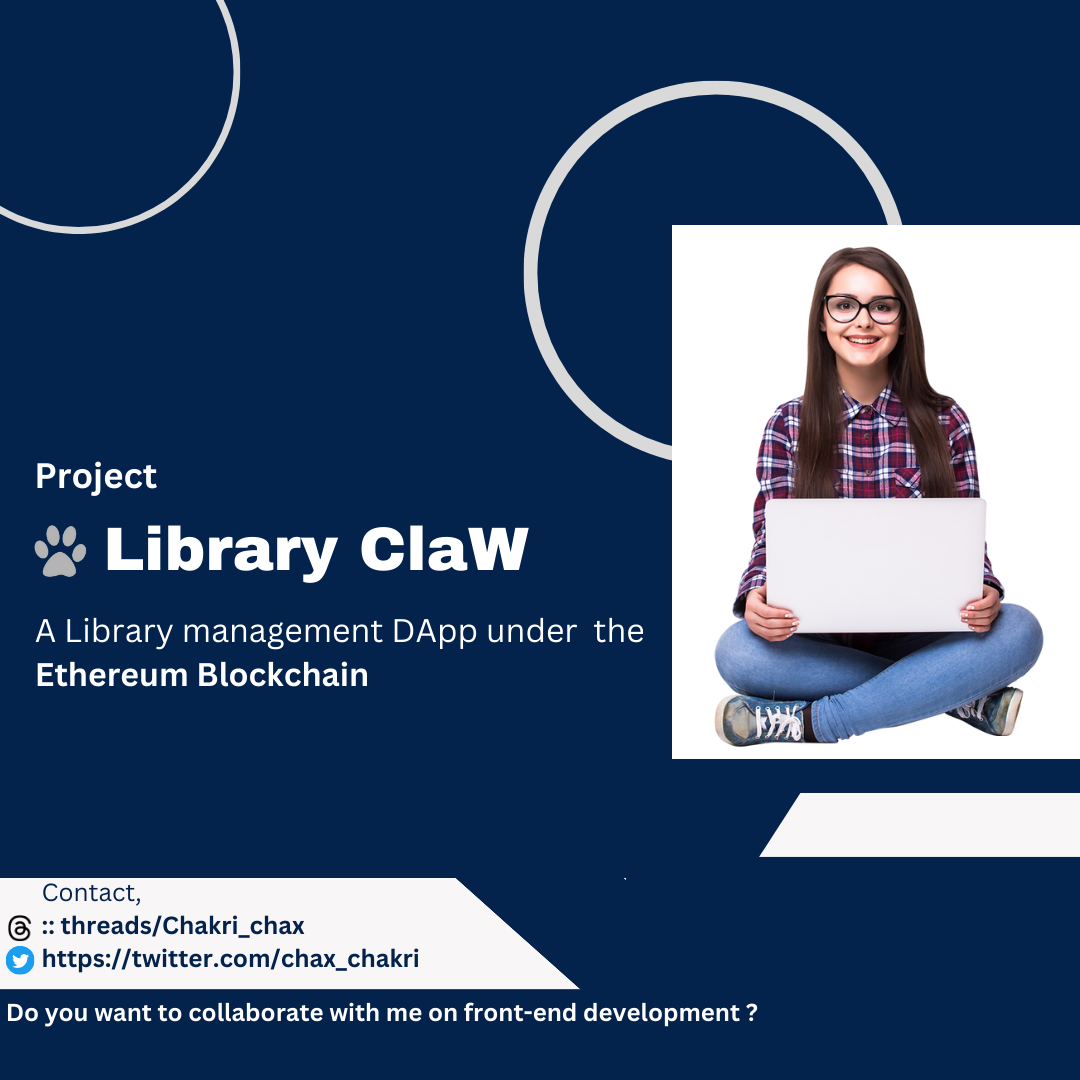 Project
Library ClaW
A Library management DApp under  the
Ethereum Blockchain
Contact,
:: threads/Chakri_chax
https://twitter.com/chax_chakri
Do you want to collaborate with me on front-end development ?